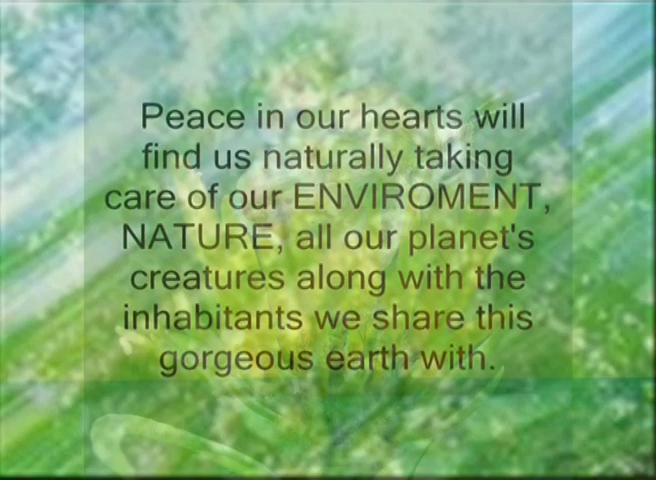 Peace in our hearts will
find us naturally taking
care of our ENVIROMENT,
NATURE, all our planet's
creatures along with the
inhabitants we share this
gorgeous earth with.